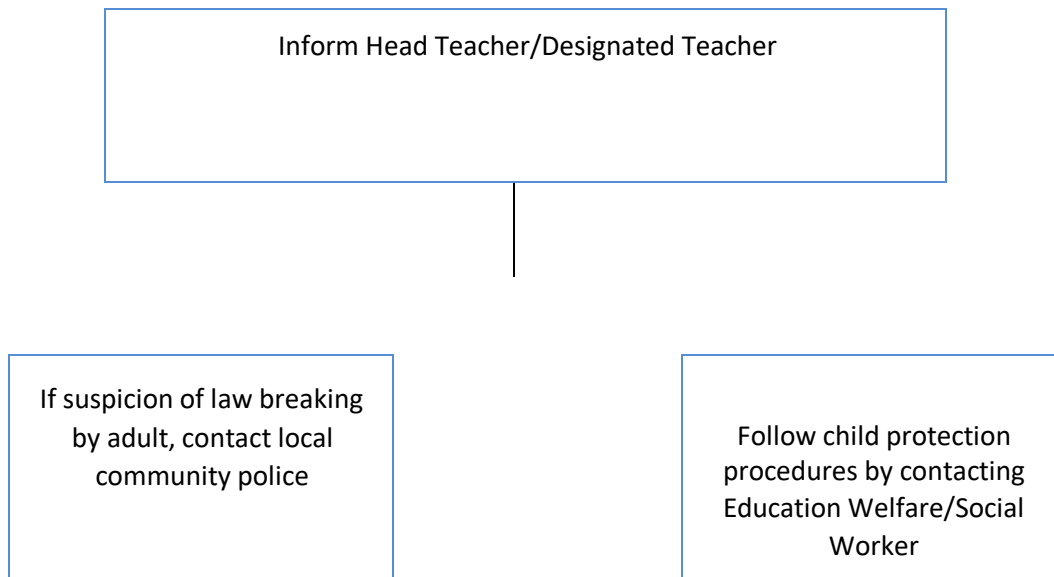 Inform Head Teacher/Designated Teacher
If suspicion of law breaking
by adult, contact local
community police
Follow child protection
procedures by contacting
Education Welfare/Social
Worker